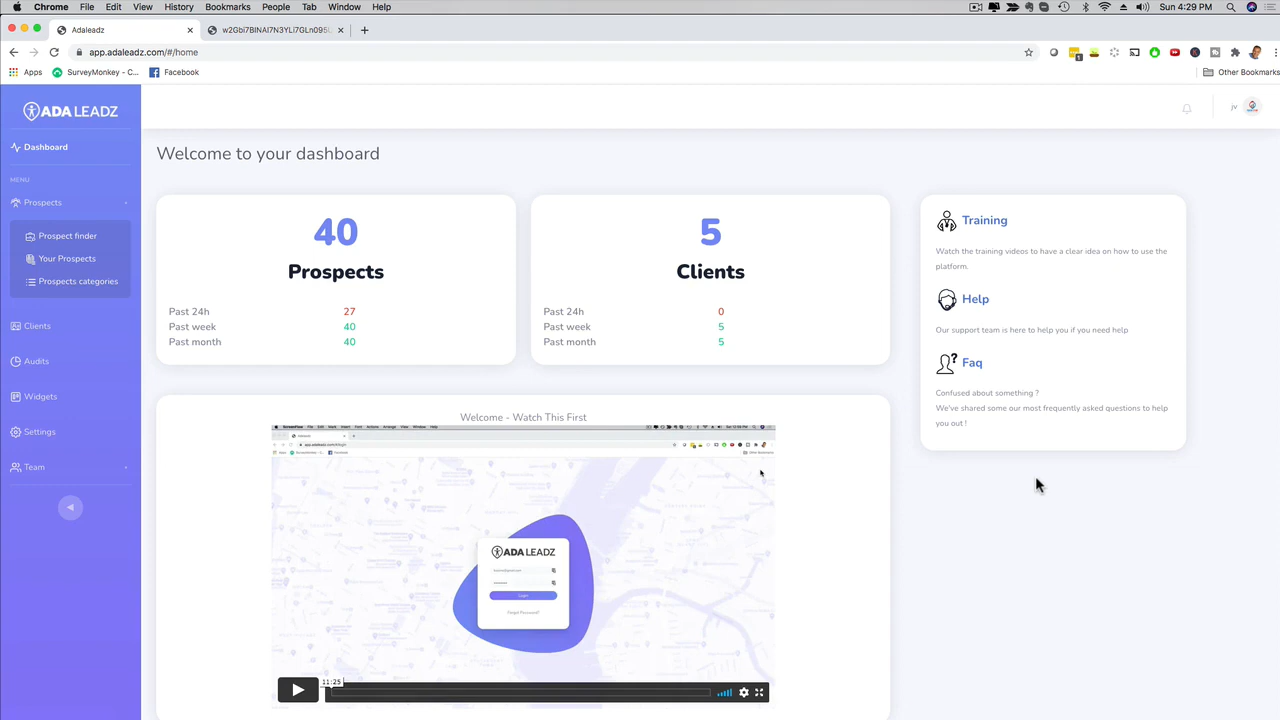 Chrome File Edit View History Bookmarks People Tab Window Help Sun 4:29 PM
Adaleadz
app.adaleadz.com/#/home
Apps SurveyMonkey - C... Facebook Other Bookmarks
ADA LEADZ
jv
Dashboard
Welcome to your dashboard
MENU
Prospects
Prospect finder
Your Prospects
Prospects categories
Clients
Audits
Widgets
Settings
Team
40
Prospects
Past 24h 27
Past week 40
Past month 40
5
Clients
Past 24h 0
Past week 5
Past month 5
Training
Watch the training videos to have a clear idea on how to use the
platform.
Help
Our support team is here to help you if you need help
Faq
Confused about something ?
We've shared some our most frequently asked questions to help
you out !
Welcome - Watch This First
ADA LEADZ
Login
Forgot Password?
11:25